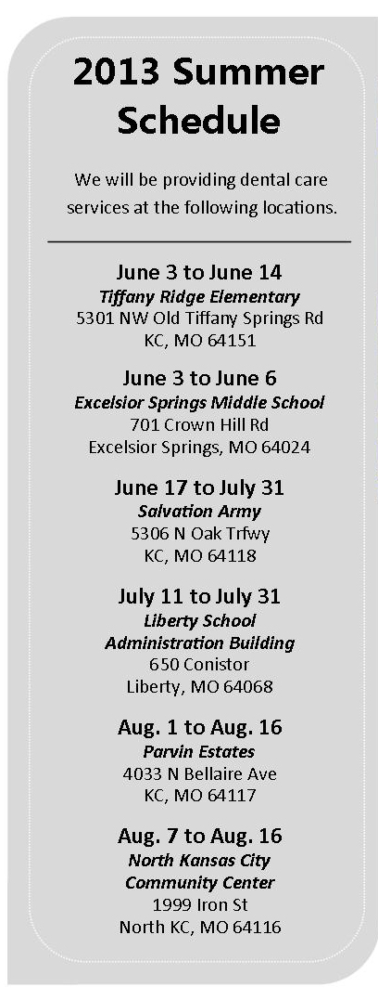 2013 Summer
Schedule
We will be providing dental care
services at the following locations.
June 3 to June 14
Tiffany Ridge Elementary
5301 NW Old Tiffany Springs Rd
KC, MO 64151
June 3 to June 6
Excelsior Springs Middle School
701 Crown Hill Rd
Excelsior Springs, MO 64024
June 17 to July 31
Salvation Army
5306 N Oak Trfwy
KC, MO 64118
July 11 to July 31
Liberty School
Administration Building
650 Conistor
Liberty, MO 64068
Aug. 1 to Aug. 16
Parvin Estates
4033 N Bellaire Ave
KC, MO 64117
Aug. 7 to Aug. 16
North Kansas City
Community Center
1999 Iron St
North KC, MO 64116